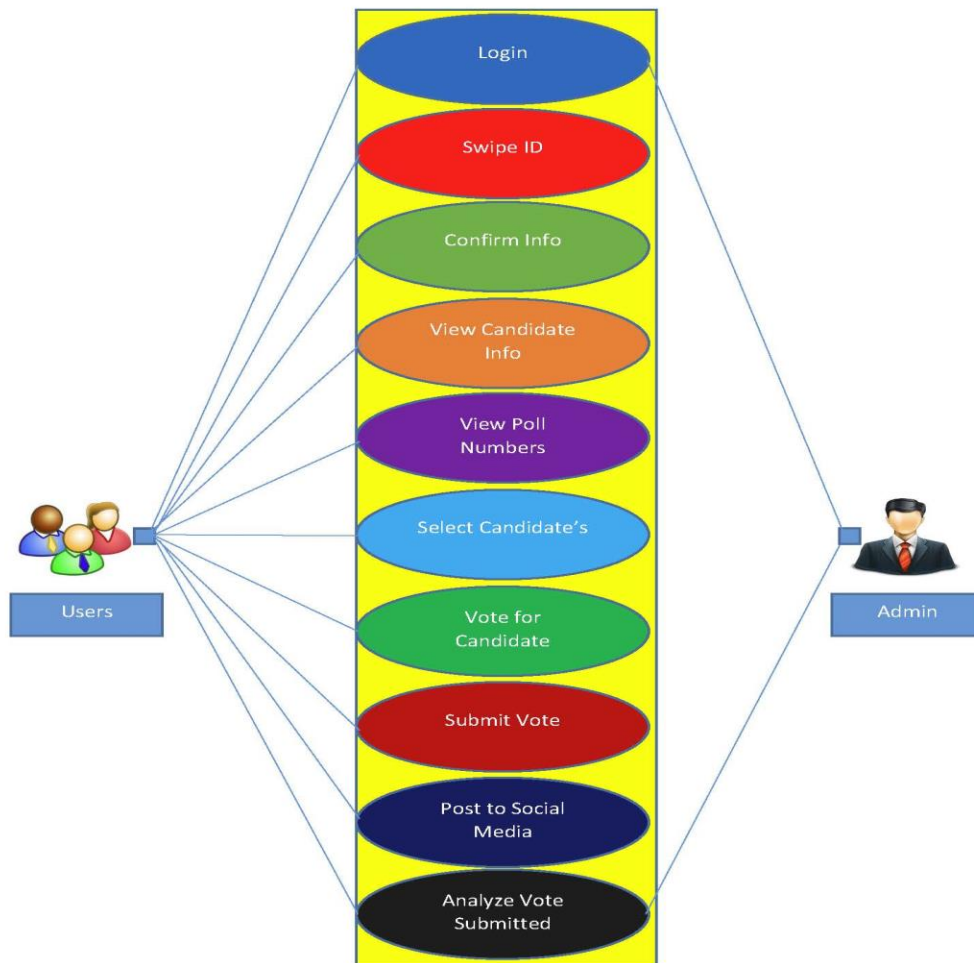 Login
Swipe ID
Confirm Info
View Candidate
Info
View Poll
Numbers
Select Candidate's
Users
Admin
Vote for
Candidate
Submit Vote
Post to Social
Media
Analyze Vote
Submitted